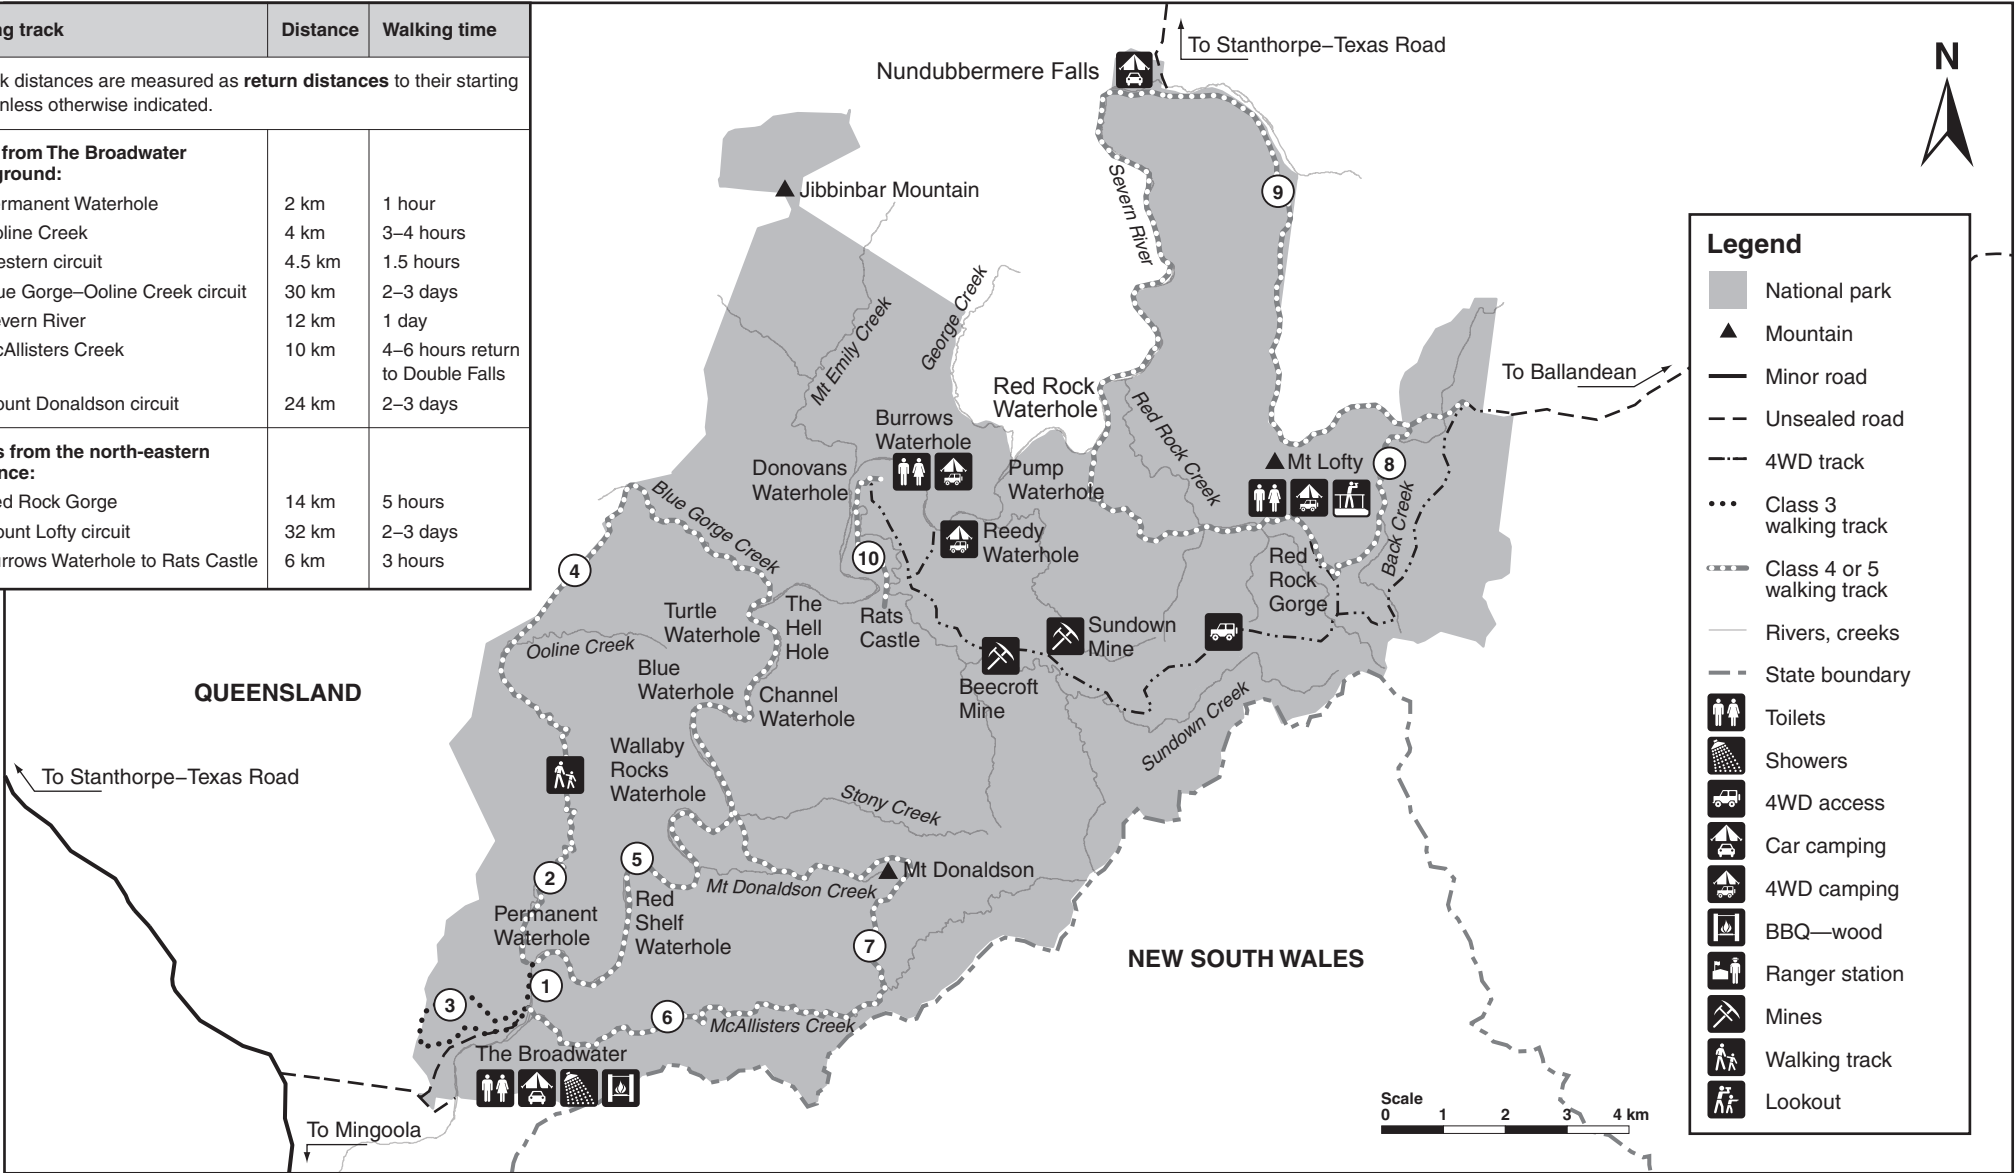 ng track Distance Walking time
k distances are measured as return distances to their starting
nless otherwise indicated.
from The Broadwater
ground:
rmanent Waterhole 2 km 1 hour
oline Creek 4 km 3–4 hours
estern circuit 4.5 km 1.5 hours
ue Gorge–Ooline Creek circuit 30 km 2–3 days
evern River 12 km 1 day
cAllisters Creek 10 km 4–6 hours return
to Double Falls
ount Donaldson circuit 24 km 2–3 days
s from the north-eastern
nce:
ed Rock Gorge 14 km 5 hours
ount Lofty circuit 32 km 2–3 days
urrows Waterhole to Rats Castle 6 km 3 hours
To Stanthorpe–Texas Road
Nundubbermere Falls
N
Jibbinbar Mountain
Severn River
9
Mt Emily Creek
George Creek
To Ballandean
Red Rock
Waterhole
Red Rock Creek
Burrows
Waterhole
Donovans
Waterhole
Pump
Waterhole
Mt Lofty
8
Back Creek
Blue Gorge Creek
Reedy
Waterhole
10
4
Red
Rock
Gorge
Turtle
Waterhole
The
Hell
Hole
Rats
Castle
Sundown
Mine
Ooline Creek
Blue
Waterhole
Channel
Waterhole
Beecroft
Mine
Sundown Creek
QUEENSLAND
Wallaby
Rocks
Waterhole
To Stanthorpe–Texas Road
Stony Creek
5
2
Mt Donaldson
Mt Donaldson Creek
Red
Shelf
Waterhole
Permanent
Waterhole
7
NEW SOUTH WALES
1
3
6
McAllisters Creek
The Broadwater
To Mingoola
Scale
0 1 2 3 4 km
Legend
National park
Mountain
Minor road
Unsealed road
4WD track
Class 3
walking track
Class 4 or 5
walking track
Rivers, creeks
State boundary
Toilets
Showers
4WD access
Car camping
4WD camping
BBQ—wood
Ranger station
Mines
Walking track
Lookout